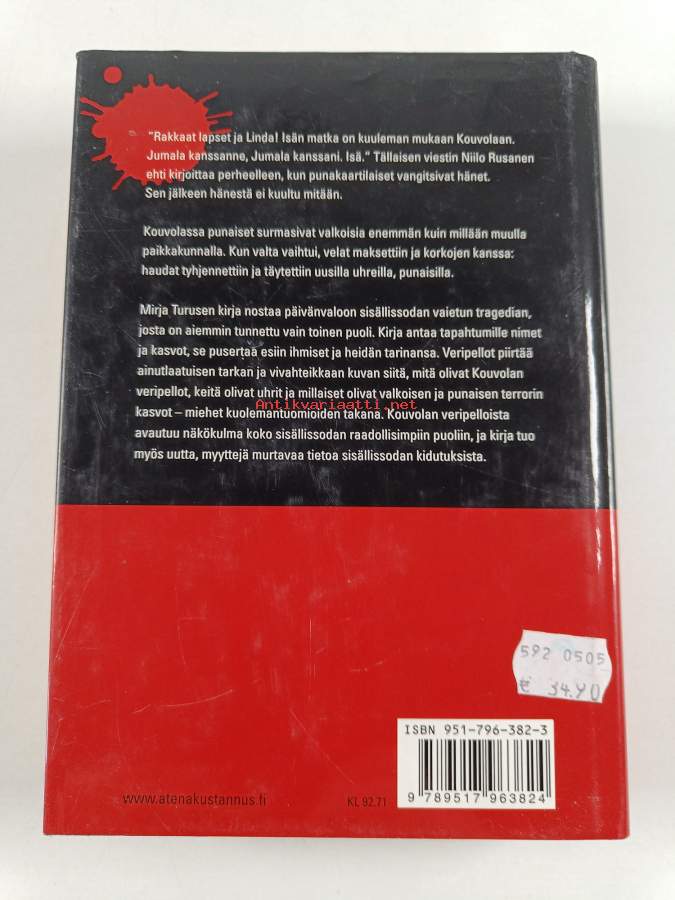 "Rakkaat lapset ja Linda! Isän matka on kuuleman mukaan Kouvolaan.
Jumala kanssanne, Jumala kanssani. Isä." Tällaisen viestin Niilo Rusanen
ehti kirjoittaa perheelleen, kun punakaartilaiset vangitsivat hänet.
Sen jälkeen hänestä ei kuultu mitään.
Kouvolassa punaiset surmasivat valkoisia enemmän kuin millään muulla
paikkakunnalla. Kun valta vaihtui, velat maksettiin ja korkojen kanssa:
haudat tyhjennettiin ja täytettiin uusilla uhreilla, punaisilla.
Mirja Turusen kirja nostaa päivänvaloon sisällissodan vaietun tragedian,
josta on aiemmin tunnettu vain toinen puoli. Kirja antaa tapahtumille nimet
ja kasvot, se pusertaa esiin ihmiset ja heidän tarinansa. Veripellot piirtää
ainutlaatuisen tarkan ja vivahteikkaan kuvan siitä, mitä olivat Kouvolan
veripellot, keitä olivat uhrit ja millaiset olivat valkoisen ja punaisen terrorin
Antikvariaatti.net
kasvot – miehet kuolemantuomioiden takana. Kouvolan veripelloista
avautuu näkökulma koko sisällissodan raadollisimpiin puoliin, ja kirja tuo
myös uutta, myyttejä murtavaa tietoa sisällissodan kidutuksista.
592 0505
€ 34.90
ISBN 951-796-382-3
9 789517 963824
www.atenakustannus.fi
KL 92.71